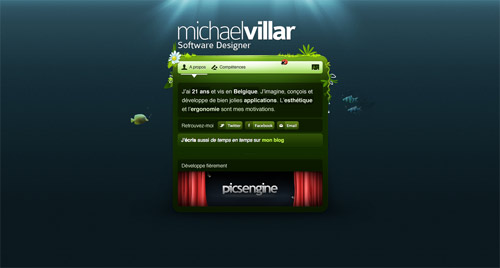 michaelvillar
Software Designer
A propos
Compétences
J'ai 21 ans et vis en Belgique. J'imagine, conçois et
développe de bien jolies applications. L'esthétique
et l'ergonomie sont mes motivations.
Retrouvez-moi
Twitter
Facebook
Email
J'écris aussi de temps en temps sur mon blog
Développe fièrement
picsengine